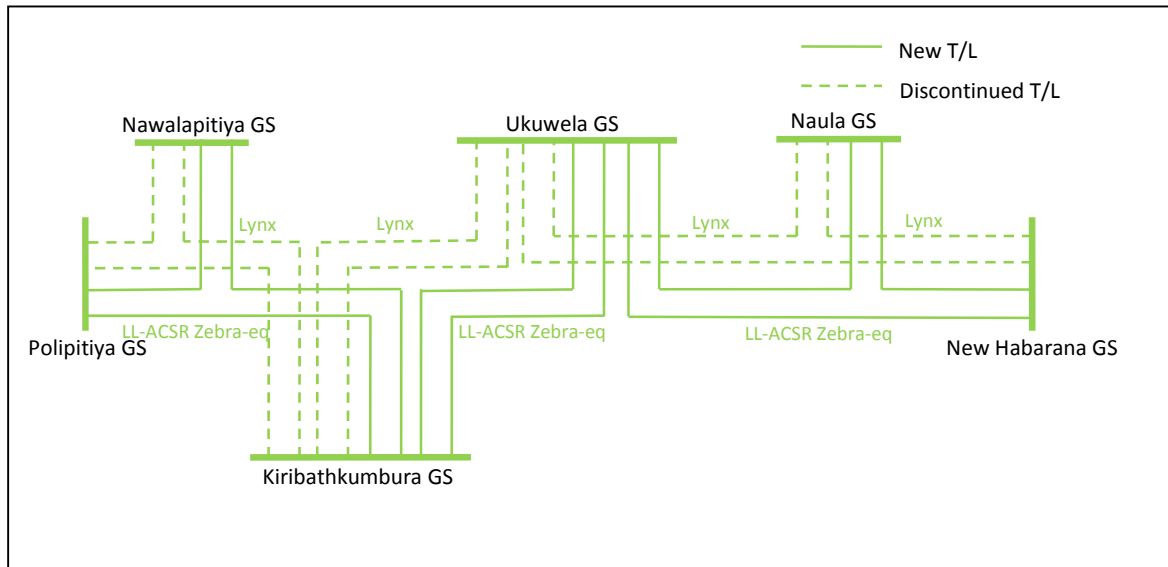 New T/L
Discontinued T/L
Nawalapitiya GS
Ukuwela GS
Naula GS
Lynx
Lynx
Lynx
Lynx
LL-ACSR Zebra-eq
LL-ACSR Zebra-eq
LL-ACSR Zebra-eq
Polipitiya GS
New Habarana GS
Kiribathkumbura GS